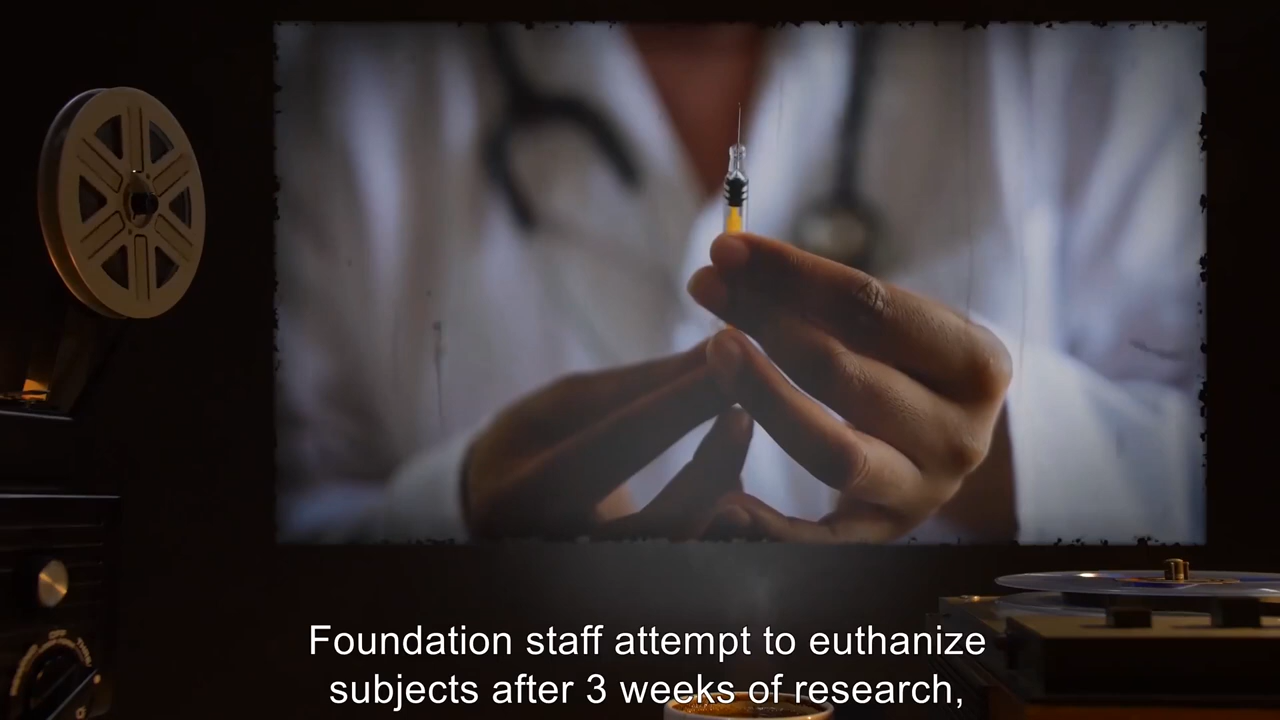 Foundation staff attempt to euthanize
subjects after 3 weeks of research,